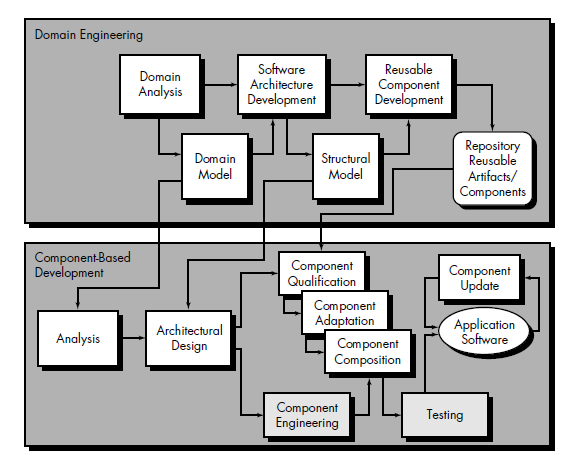 Domain Engineering
Domain
Analysis
Software
Architecture
Development
Reusable
Component
Development
Domain
Model
Structural
Model
Repository
Reusable
Artifacts/
Components
Component-Based
Development
Analysis
Architectural
Design
Component
Qualification
Component
Adaptation
Component
Composition
Component
Update
Application
Software
Component
Engineering
Testing